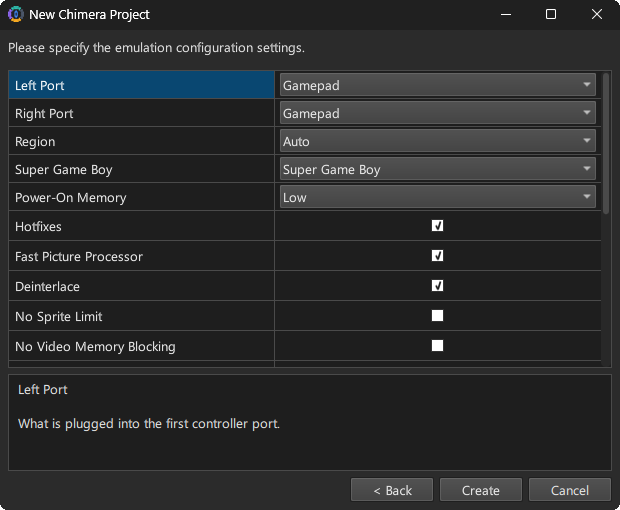 New Chimera Project
Please specify the emulation configuration settings.
Left Port Gamepad
Right Port Gamepad
Region Auto
Super Game Boy Super Game Boy
Power-On Memory Low
Hotfixes
Fast Picture Processor
Deinterlace
No Sprite Limit
No Video Memory Blocking
Left Port
What is plugged into the first controller port.
< Back Create Cancel